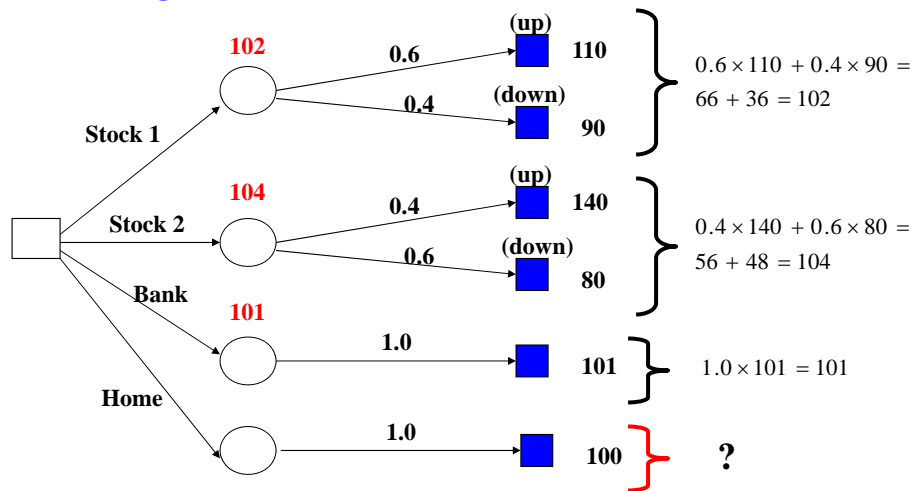 (up)
102
0.6
110
0.6 × 110 + 0.4 × 90 =
66 + 36 = 102
(down)
0.4
90
Stock 1
(up)
104
0.4
140
0.4 × 140 + 0.6 × 80 =
56 + 48 = 104
Stock 2
(down)
0.6
80
Bank
101
1.0
101
1.0 × 101 = 101
Home
1.0
100
?